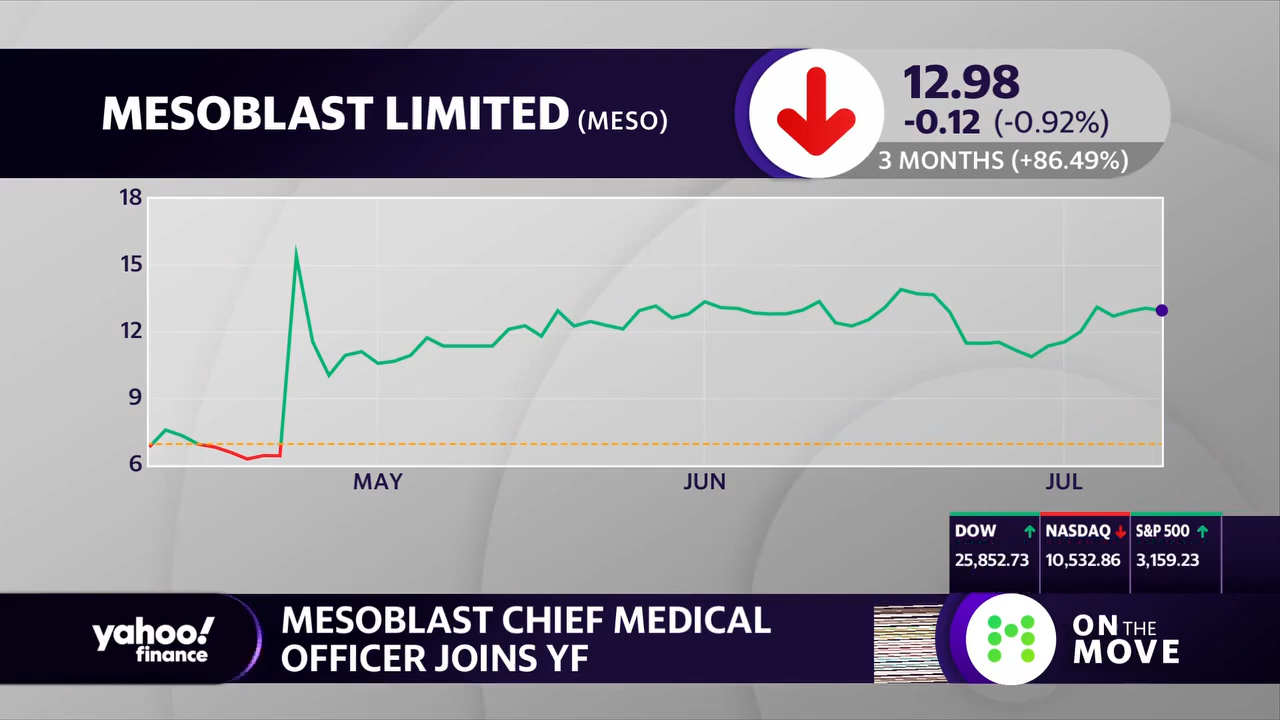 MESOBLAST LIMITED (MESO)
12.98
-0.12 (-0.92%)
3 MONTHS (+86.49%)
18
15
12
9
6
MAY JUN JUL
DOW NASDAQ S&P 500
25,852.73 10,532.86 3,159.23
yahoo!
finance
MESOBLAST CHIEF MEDICAL
OFFICER JOINS YF
ON THE
MOVE